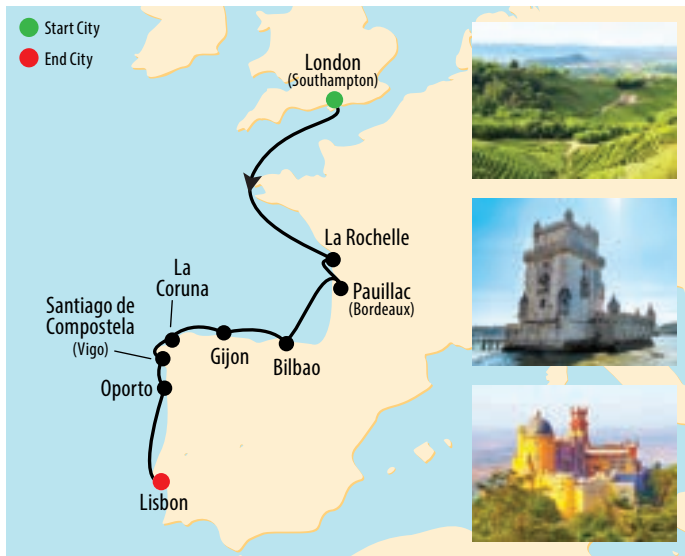 Start City
End City
London
(Southampton)
La Rochelle
Pauillac
(Bordeaux)
La
Coruna
Santiago de
Compostela
(Vigo)
Gijon
Bilbao
Oporto
Lisbon